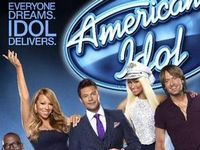 EVERYONE
DREAMS.
IDOL
DELIVERS.
American
Idol